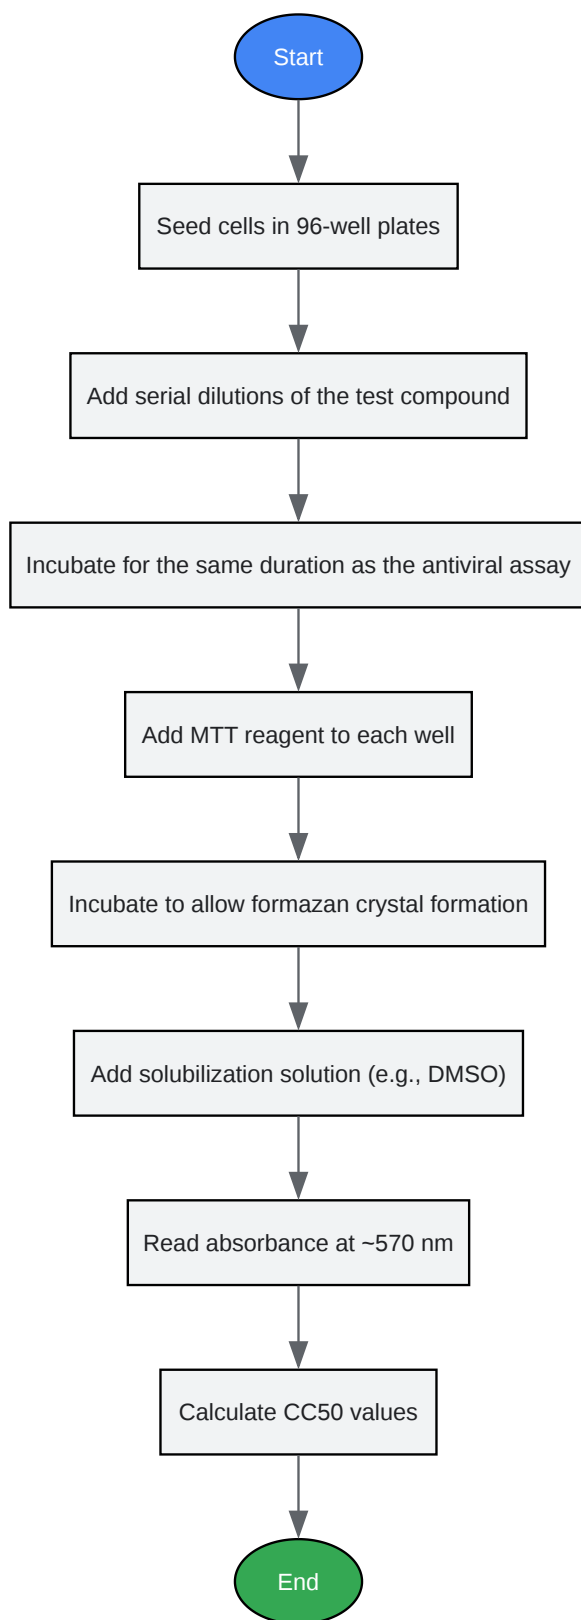 Start
Seed cells in 96-well plates
Add serial dilutions of the test compound
Incubate for the same duration as the antiviral assay
Add MTT reagent to each well
Incubate to allow formazan crystal formation
Add solubilization solution (e.g., DMSO)
Read absorbance at ~570 nm
Calculate CC50 values
End